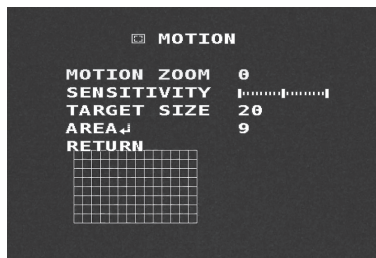 MOTION
MOTION ZOOM 0
SENSITIVITY
TARGET SIZE 20
AREA↵ 9
RETURN